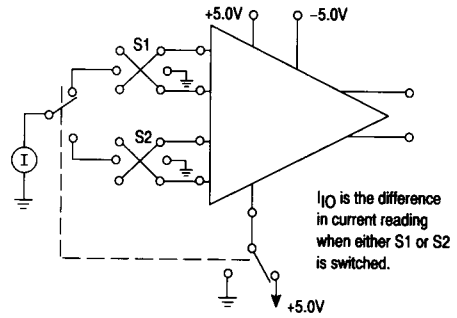 +5.0V
–5.0V
S1
S2
I
IIO is the difference
in current reading
when either S1 or S2
is switched.
+5.0V